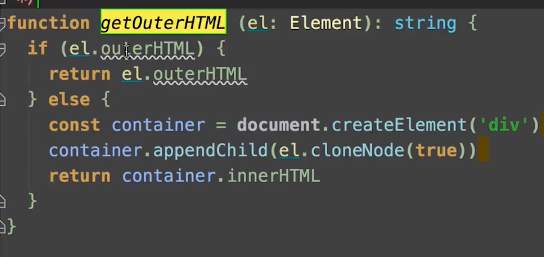 function getOuterHTML (el: Element): string {
  if (el.outerHTML) {
    return el.outerHTML
  } else {
    const container = document.createElement('div')
    container.appendChild(el.cloneNode(true))
    return container.innerHTML
  }
}